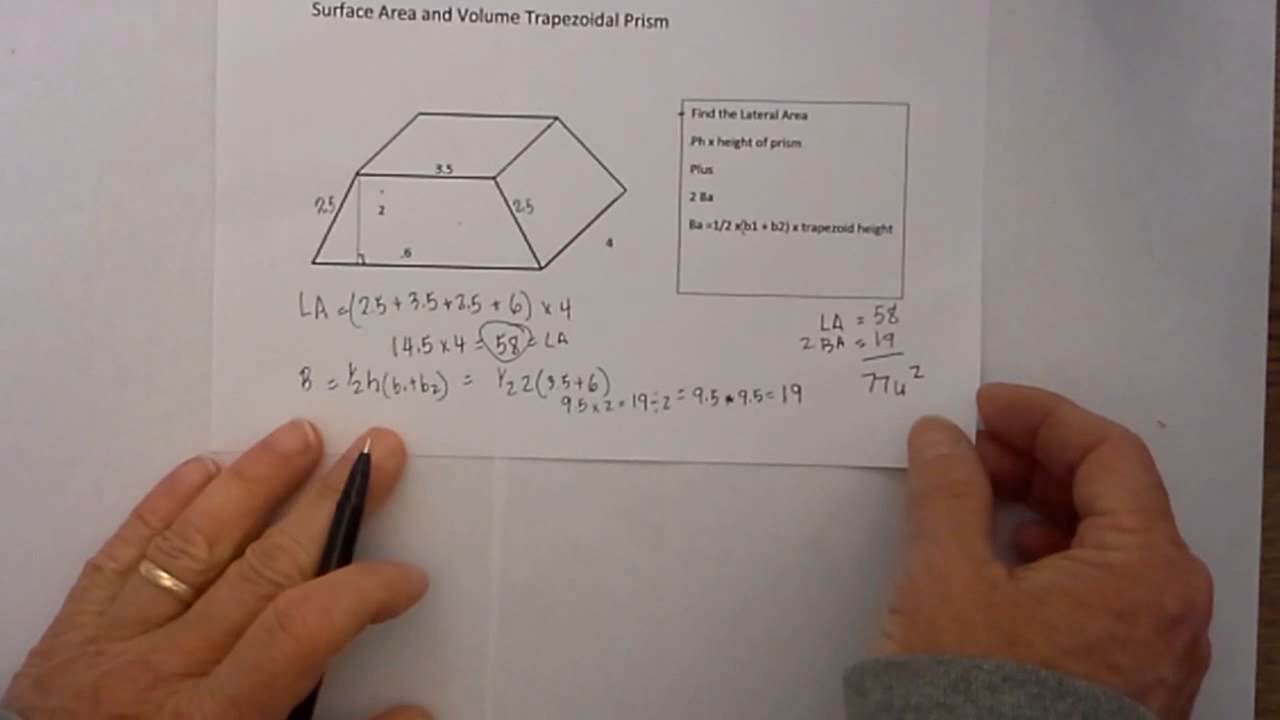 Surface Area and Volume Trapezoidal Prism
3.5
2.5
2
2.5
6
4
Find the Lateral Area
Ph x height of prism
Plus
2 Ba
Ba =1/2 x(b1 + b2) x trapezoid height
LA = (2.5 + 3.5 + 2.5 + 6) x 4
14.5 x 4 = 58 = LA
B = 1/2 h (b1 + b2) = 1/2 2 (3.5 + 6)
9.5 x 2 = 19 ÷ 2 = 9.5 + 9.5 = 19
LA = 58
2 BA = 19
77u²